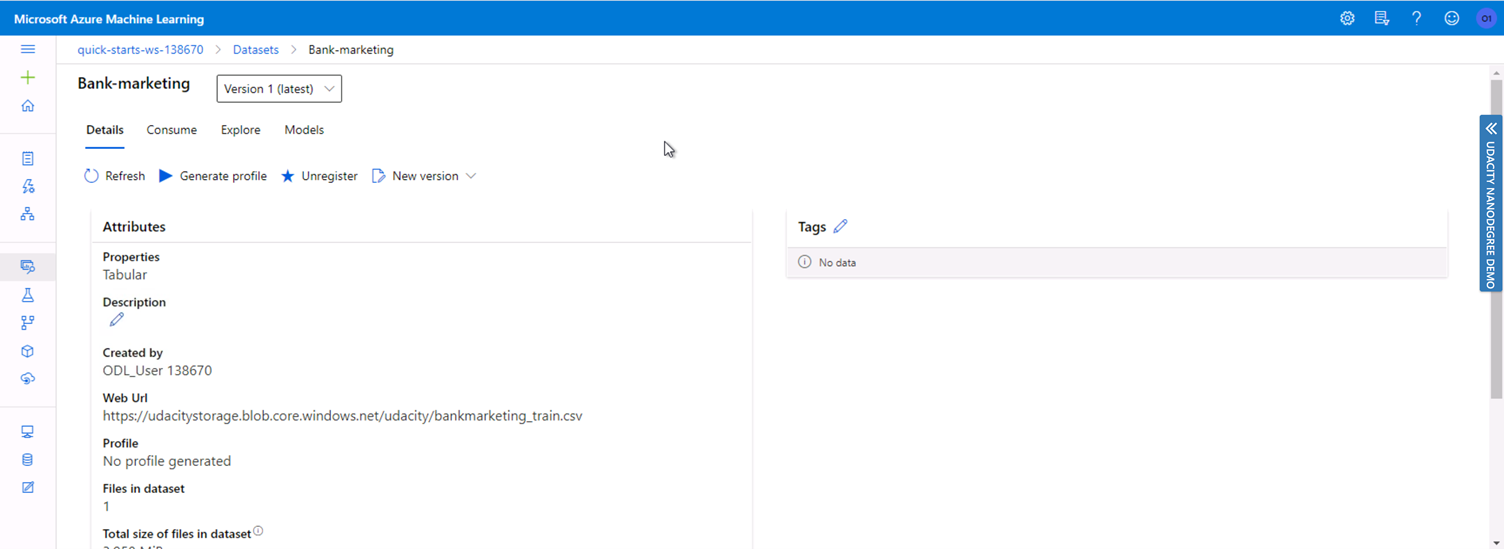 Microsoft Azure Machine Learning
O1
quick-starts-ws-138670 > Datasets > Bank-marketing
Bank-marketing
Version 1 (latest)
Details Consume Explore Models
Refresh Generate profile Unregister New version
Attributes
Properties
Tabular
Description
Created by
ODL_User 138670
Web Url
https://udacitystorage.blob.core.windows.net/udacity/bankmarketing_train.csv
Profile
No profile generated
Files in dataset
1
Total size of files in dataset
Tags
No data
UDACITY NANODEGREE DEMO